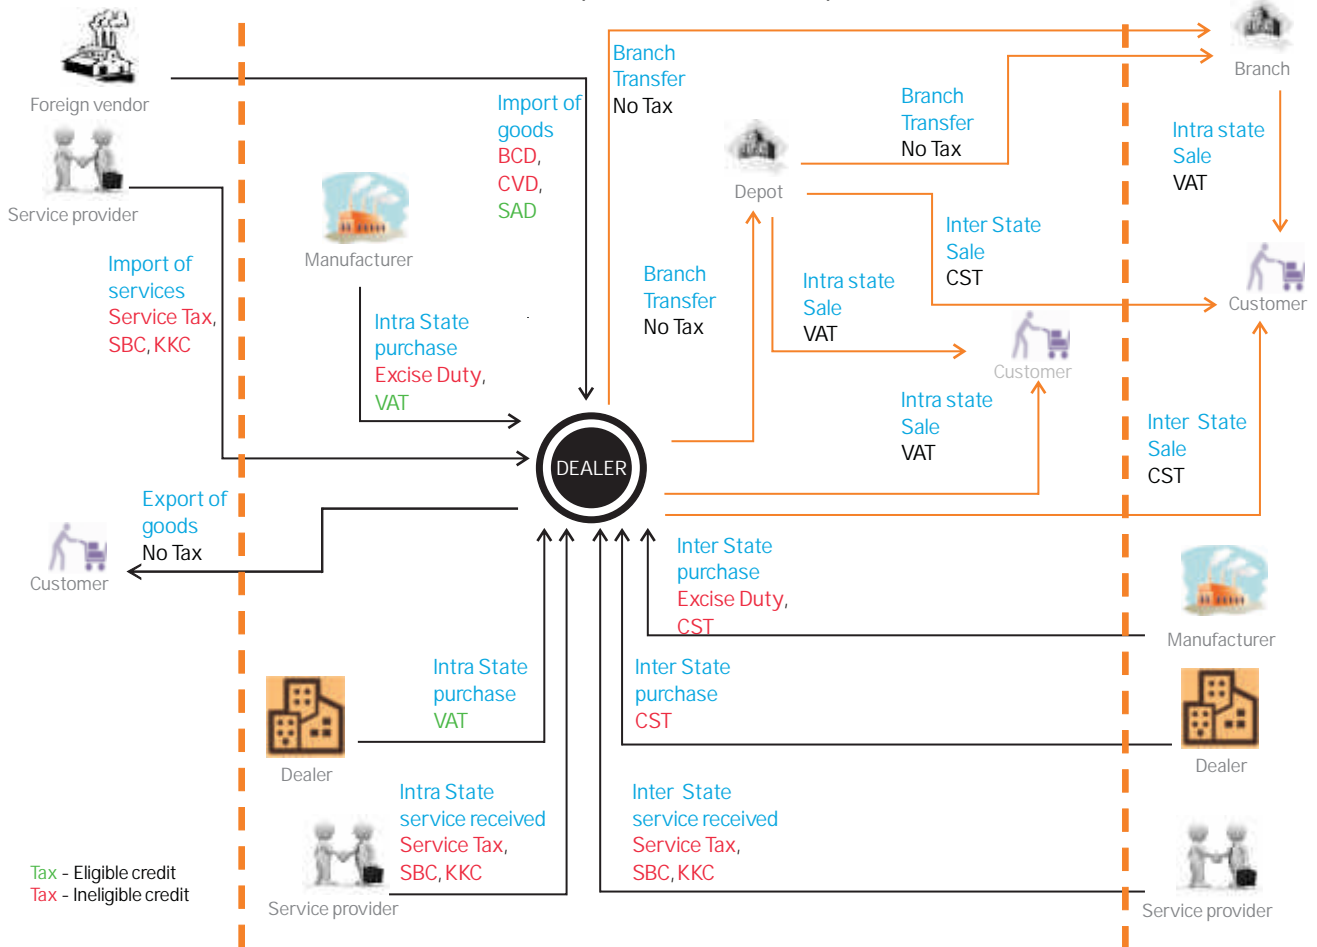 Foreign vendor
Service provider
Import of
services
Service Tax,
SBC, KKC
Manufacturer
Intra State
purchase
Excise Duty,
VAT
Import of
goods
BCD,
CVD,
SAD
Branch
Transfer
No Tax
Branch
Transfer
No Tax
Depot
Branch
Transfer
No Tax
Intra state
Sale
VAT
Inter State
Sale
CST
Customer
Intra state
Sale
VAT
Branch
Intra state
Sale
VAT
Customer
Inter State
Sale
CST
DEALER
Export of
goods
No Tax
Customer
Inter State
purchase
Excise Duty,
CST
Manufacturer
Intra State
purchase
VAT
Dealer
Inter State
purchase
CST
Dealer
Intra State
service received
Service Tax,
SBC, KKC
Service provider
Inter State
service received
Service Tax,
SBC, KKC
Service provider
Tax - Eligible credit
Tax - Ineligible credit